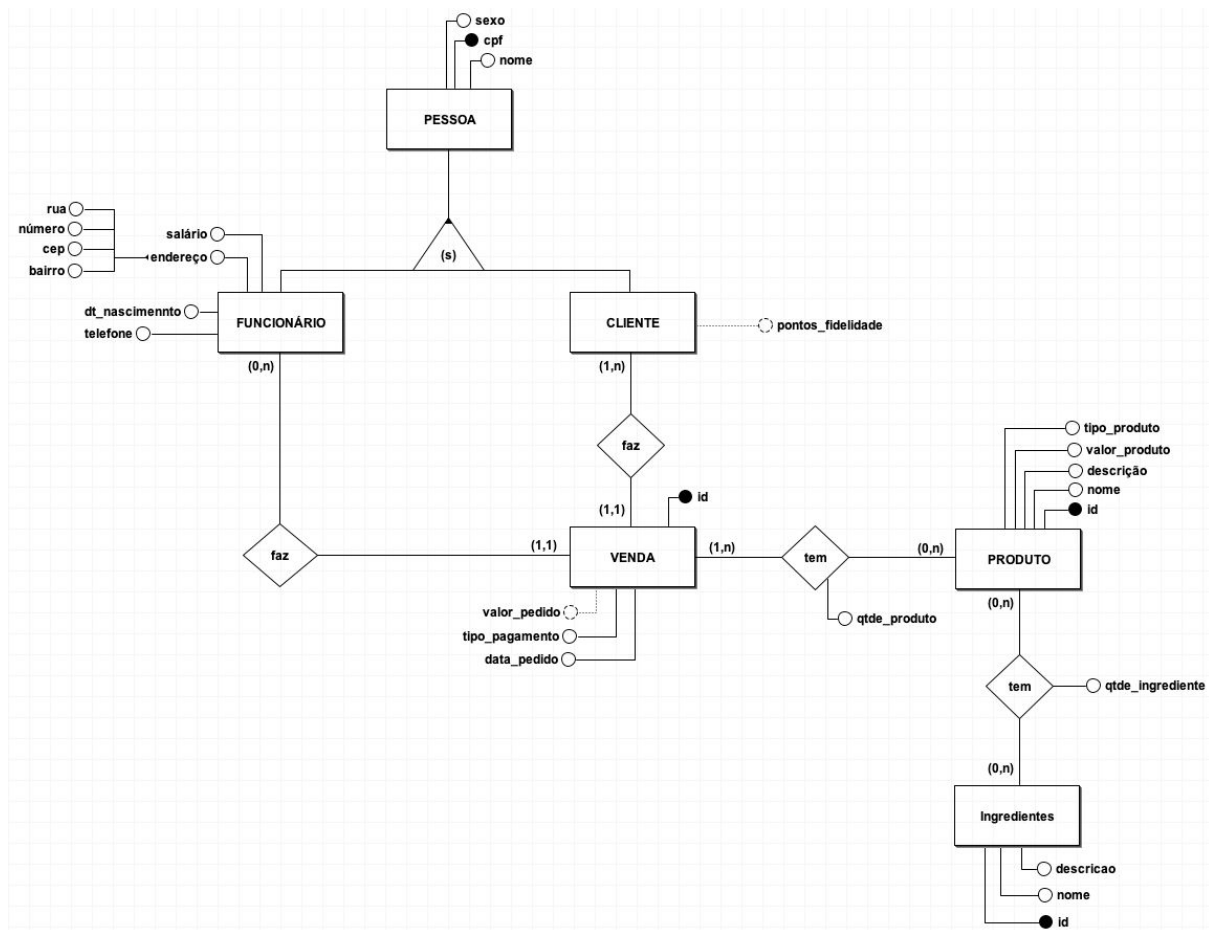 sexo
cpf
nome
PESSOA
(s)
rua
número
cep
bairro
salário
endereço
dt_nascimennto
telefone
FUNCIONÁRIO
CLIENTE
pontos_fidelidade
(0,n)
(1,n)
faz
tipo_produto
valor_produto
descrição
nome
id
id
(1,1)
faz
(1,1)
VENDA
(1,n)
tem
(0,n)
PRODUTO
valor_pedido
tipo_pagamento
data_pedido
qtde_produto
(0,n)
tem
qtde_ingrediente
(0,n)
Ingredientes
descricao
nome
id